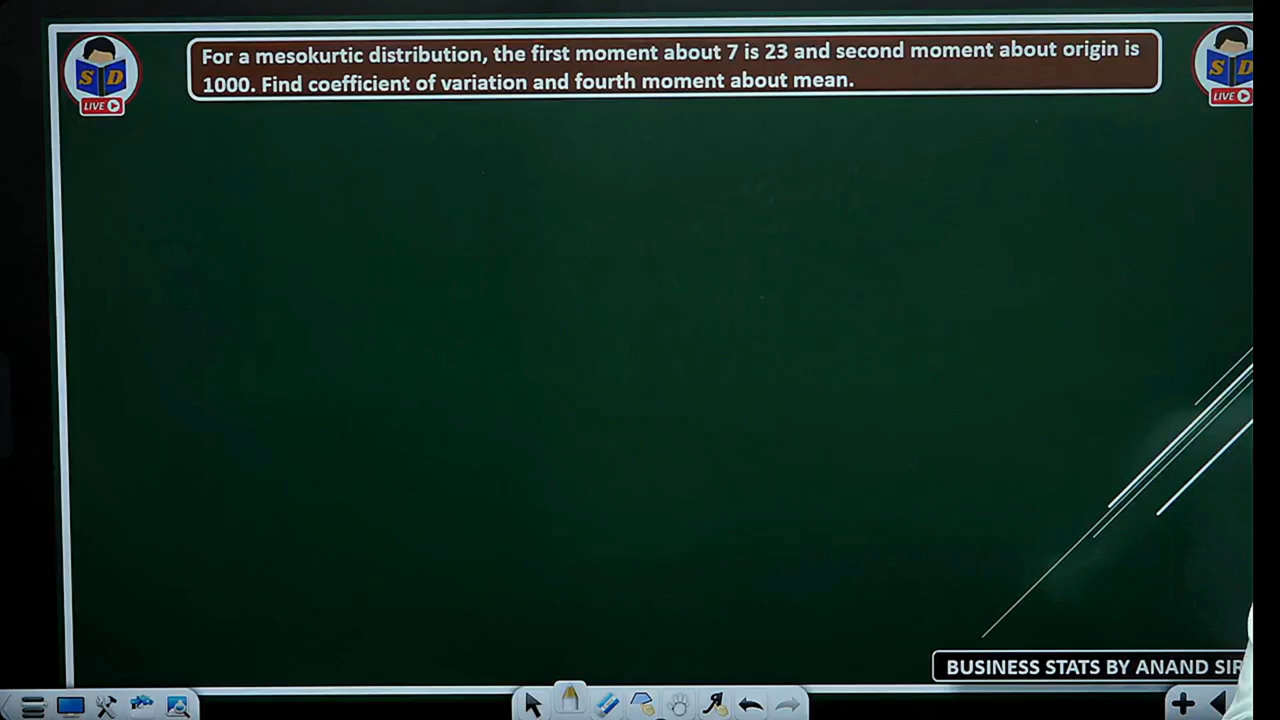 For a mesokurtic distribution, the first moment about 7 is 23 and second moment about origin is
1000. Find coefficient of variation and fourth moment about mean.
S D
LIVE
S D
LIVE
BUSINESS STATS BY ANAND SIR